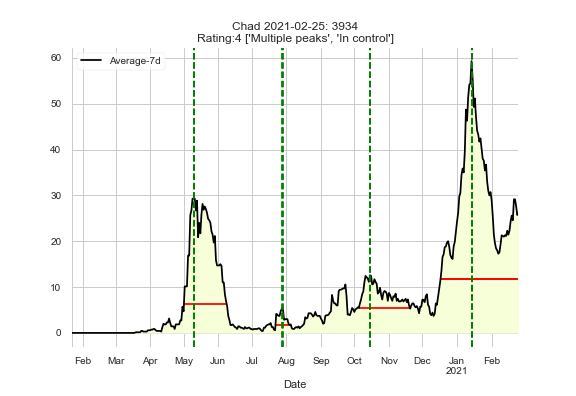 Chad 2021-02-25: 3934
Rating:4 ['Multiple peaks', 'In control']
Average-7d
60
50
40
30
20
10
0
Feb Mar Apr May Jun Jul Aug Sep Oct Nov Dec Jan Feb
2021
Date